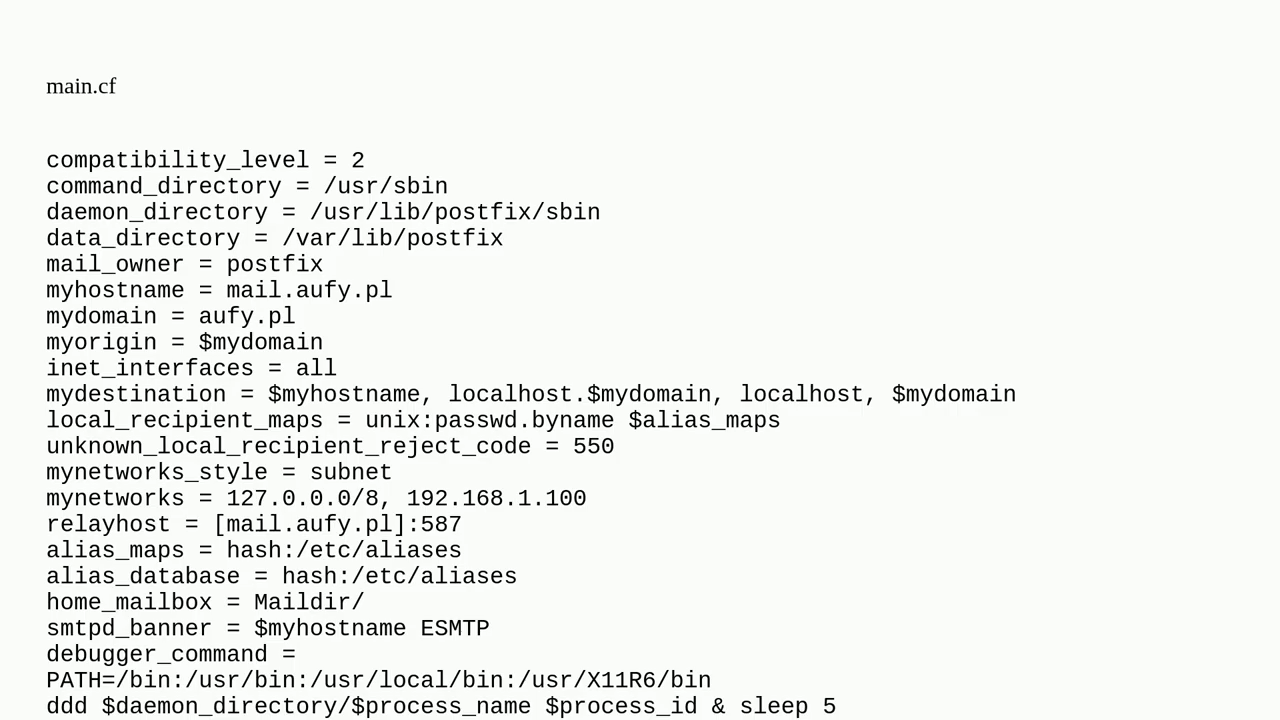 main.cf
compatibility_level = 2
command_directory = /usr/sbin
daemon_directory = /usr/lib/postfix/sbin
data_directory = /var/lib/postfix
mail_owner = postfix
myhostname = mail.aufy.pl
mydomain = aufy.pl
myorigin = $mydomain
inet_interfaces = all
mydestination = $myhostname, localhost.$mydomain, localhost, $mydomain
local_recipient_maps = unix:passwd.byname $alias_maps
unknown_local_recipient_reject_code = 550
mynetworks_style = subnet
mynetworks = 127.0.0.0/8, 192.168.1.100
relayhost = [mail.aufy.pl]:587
alias_maps = hash:/etc/aliases
alias_database = hash:/etc/aliases
home_mailbox = Maildir/
smtpd_banner = $myhostname ESMTP
debugger_command =
PATH=/bin:/usr/bin:/usr/local/bin:/usr/X11R6/bin
ddd $daemon_directory/$process_name $process_id & sleep 5